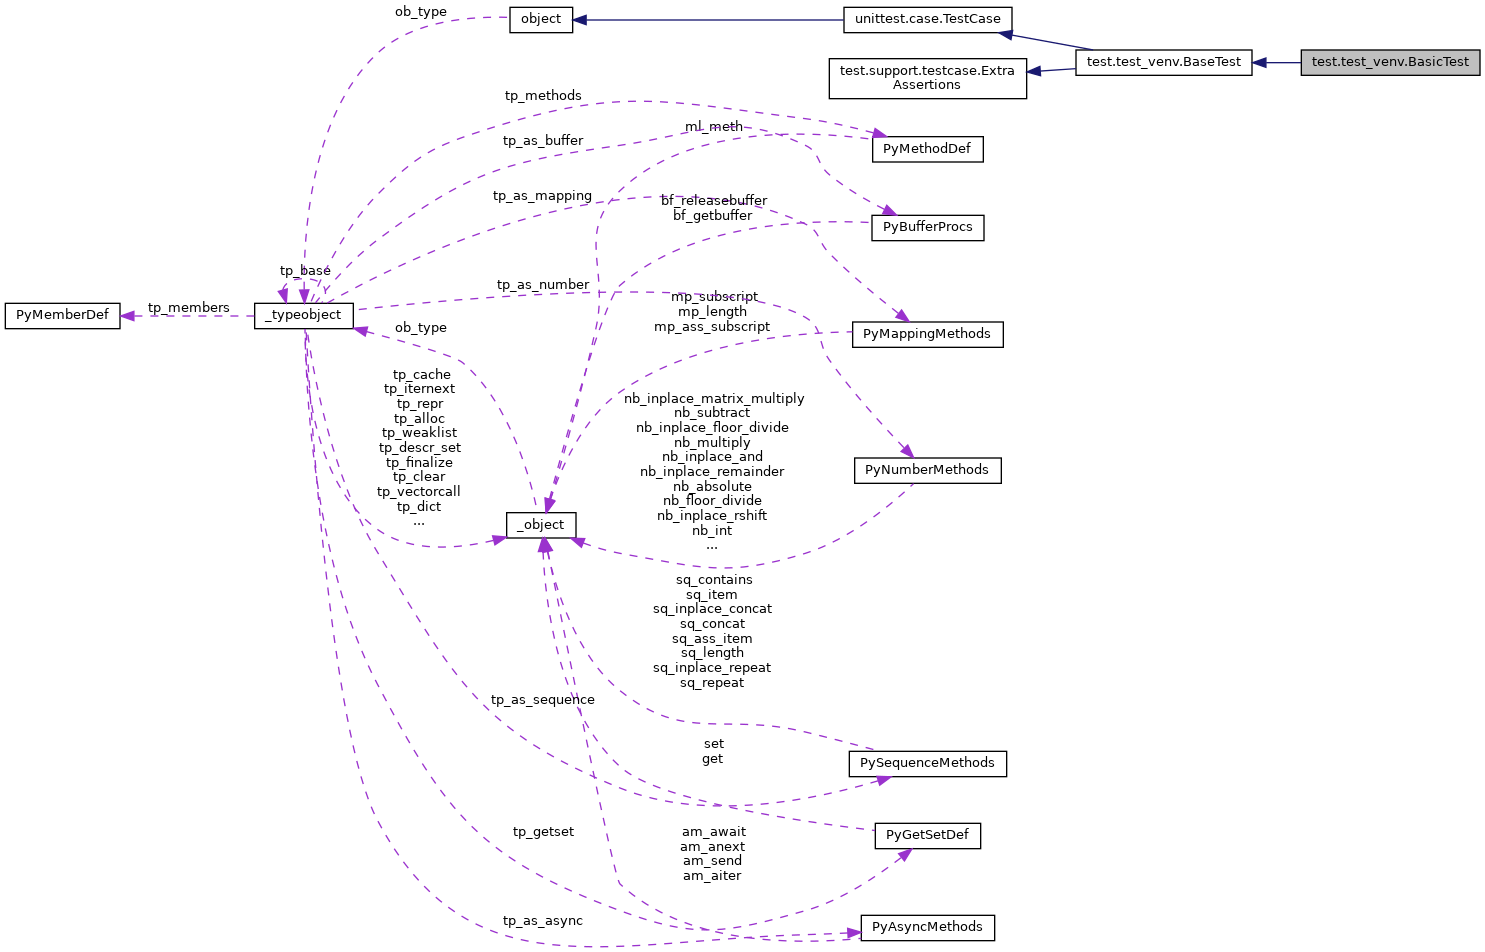 ob_type
object
unittest.case.TestCase
test.support.testcase.Extra
Assertions
test.test_venv.BaseTest
test.test_venv.BasicTest
tp_methods
ml_meth
tp_as_buffer
PyMethodDef
tp_as_mapping
bf_releasebuffer
bf_getbuffer
PyBufferProcs
tp_base
tp_as_number
mp_subscript
mp_length
mp_ass_subscript
PyMemberDef
tp_members
_typeobject
ob_type
PyMappingMethods
tp_cache
tp_iternext
tp_repr
tp_alloc
tp_weaklist
tp_descr_set
tp_finalize
tp_clear
tp_vectorcall
tp_dict
...
nb_inplace_matrix_multiply
nb_subtract
nb_inplace_floor_divide
nb_multiply
nb_inplace_and
nb_inplace_remainder
nb_absolute
nb_floor_divide
nb_inplace_rshift
nb_int
...
PyNumberMethods
_object
sq_contains
sq_item
sq_inplace_concat
sq_concat
sq_ass_item
sq_length
sq_inplace_repeat
sq_repeat
tp_as_sequence
set
get
PySequenceMethods
tp_getset
am_await
am_anext
am_send
am_aiter
PyGetSetDef
tp_as_async
PyAsyncMethods